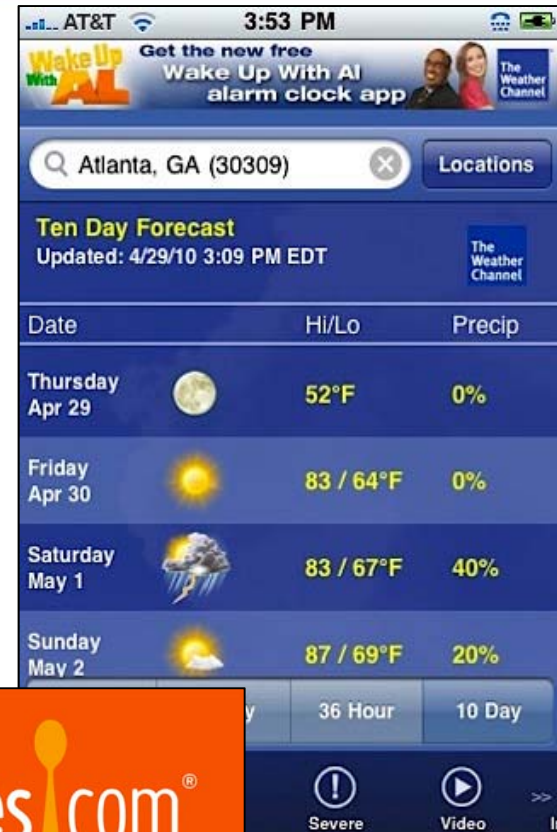 AT&T 3:53 PM
Wake Up
With AL
Get the new free
Wake Up With Al
alarm clock app
The
Weather
Channel
Atlanta, GA (30309)
Locations
Ten Day Forecast
Updated: 4/29/10 3:09 PM EDT
The
Weather
Channel
Date Hi/Lo Precip
Thursday
Apr 29
52°F 0%
Friday
Apr 30
83 / 64°F 0%
Saturday
May 1
83 / 67°F 40%
Sunday
May 2
87 / 69°F 20%
y 36 Hour 10 Day
es.com®
Severe Video